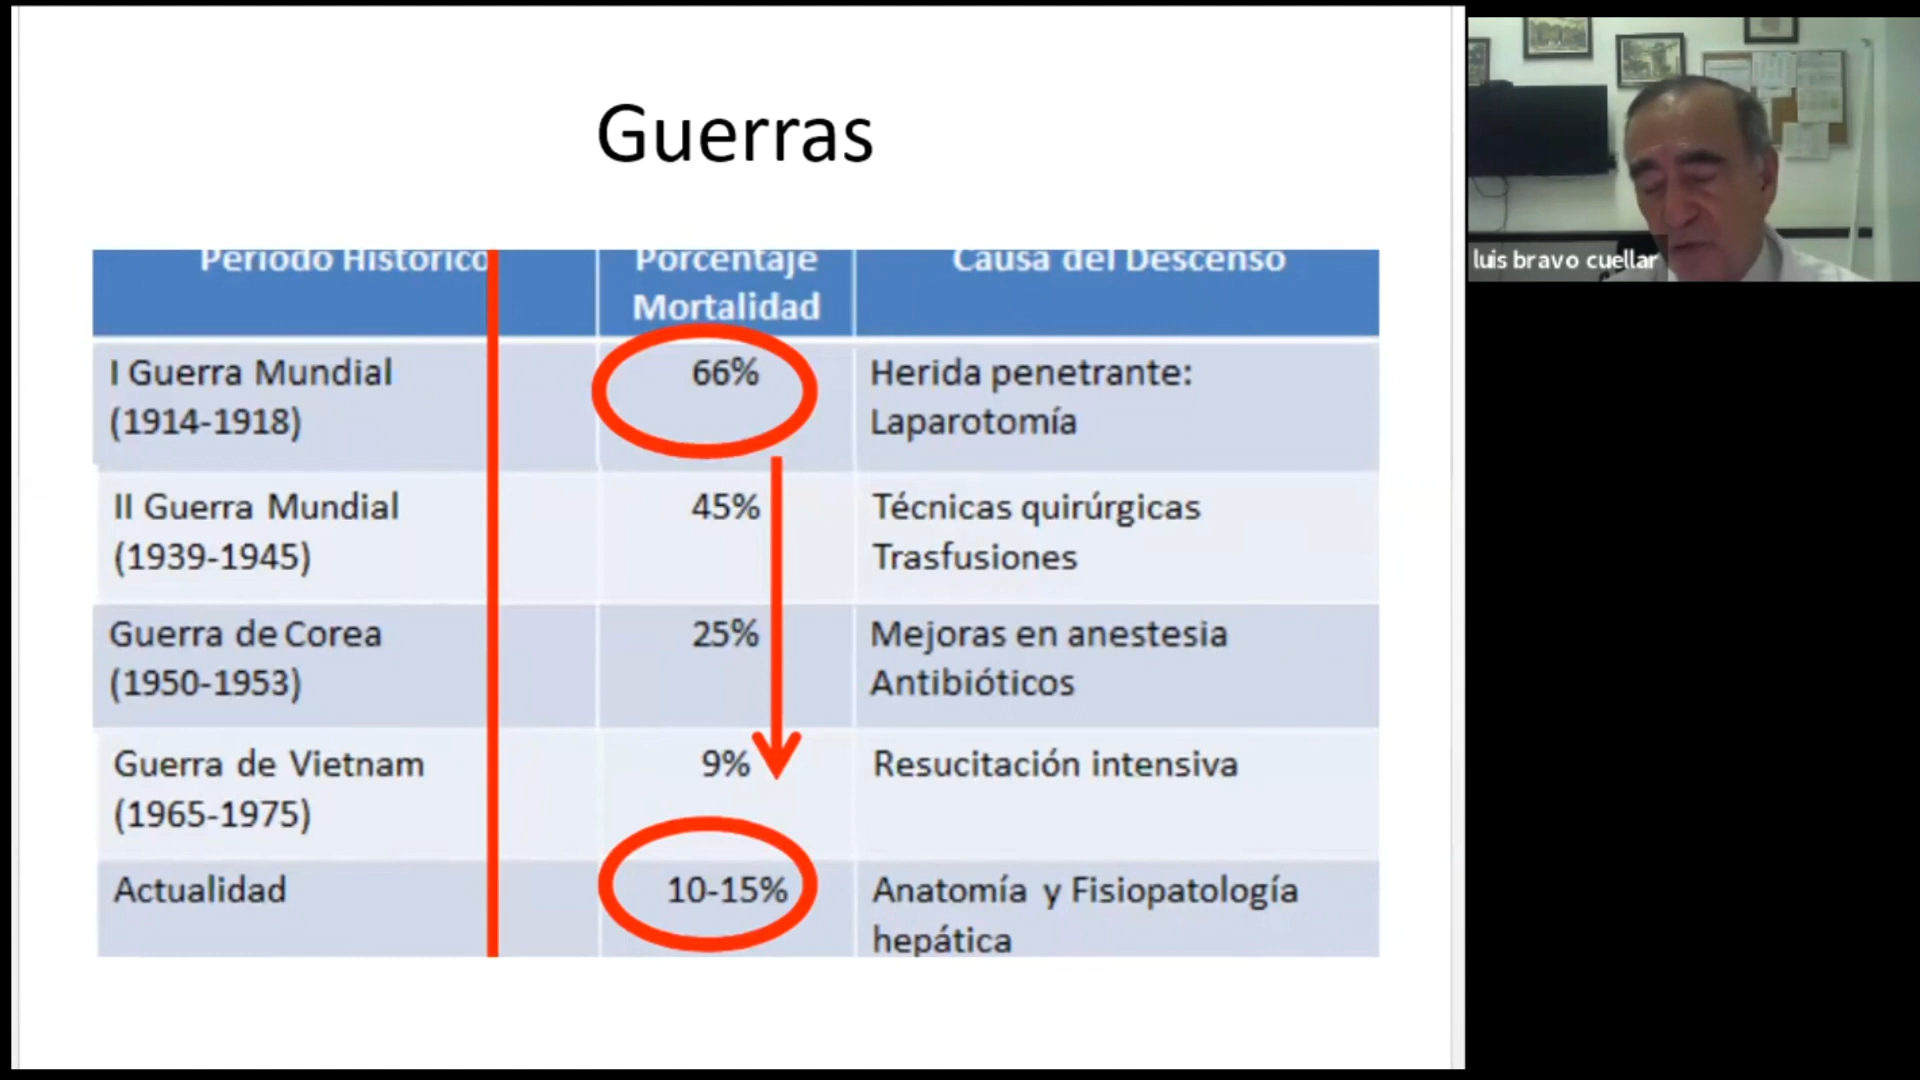 Guerras
Periodo Histórico
Porcentaje
Mortalidad
Causa del Descenso
I Guerra Mundial
(1914-1918)
66%
Herida penetrante:
Laparotomía
II Guerra Mundial
(1939-1945)
45%
Técnicas quirúrgicas
Trasfusiones
Guerra de Corea
(1950-1953)
25%
Mejoras en anestesia
Antibióticos
Guerra de Vietnam
(1965-1975)
9%
Resucitación intensiva
Actualidad
10-15%
Anatomía y Fisiopatología
hepática
luis bravo cuellar